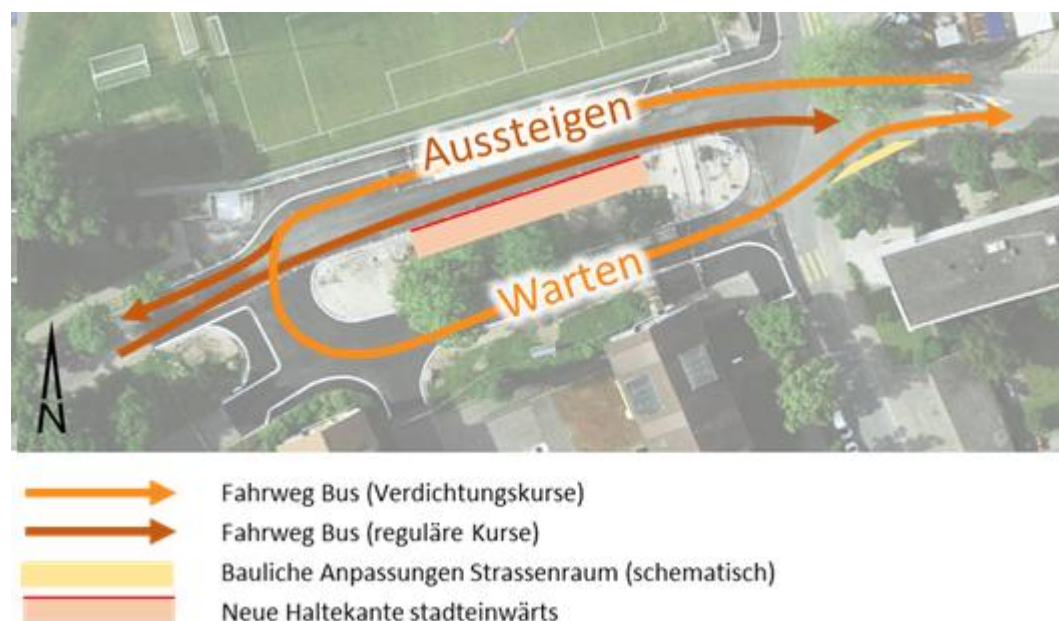 Aussteigen
Warten
N
Fahrweg Bus (Verdichtungskurse)
Fahrweg Bus (reguläre Kurse)
Bauliche Anpassungen Strassenraum (schematisch)
Neue Haltekante stadteinwärts